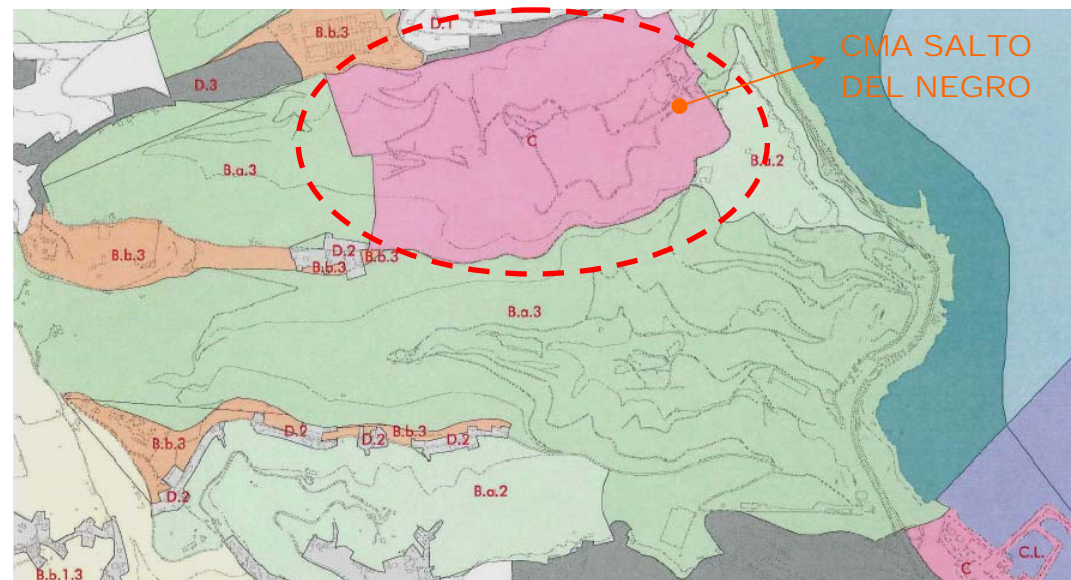 D.1
B.b.3
CMA SALTO
DEL NEGRO
D.3
C
B.a.3
B.a.2
B.b.3
D.2
B.b.3
B.b.3
B.a.3
B.b.3
D.2
D.2
B.b.3
D.2
D.2
B.a.2
B.b.1.3
C
C.L.